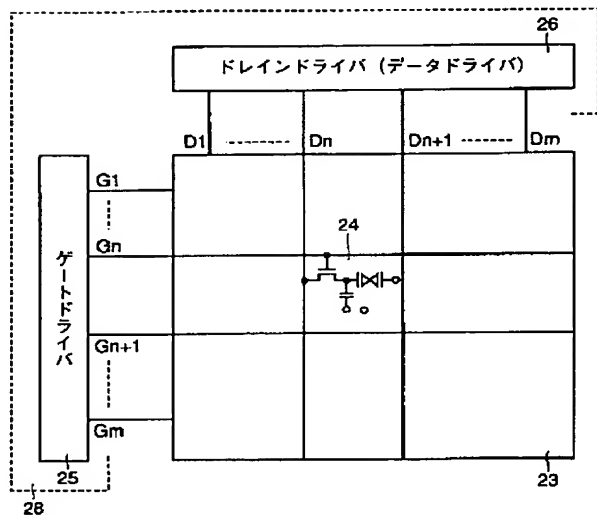 26
ドレインドライバ（データドライバ）
D1
Dn
Dn+1
Dm
G1
Gn
24
ゲートドライバ
Gn+1
Gm
25
23
28